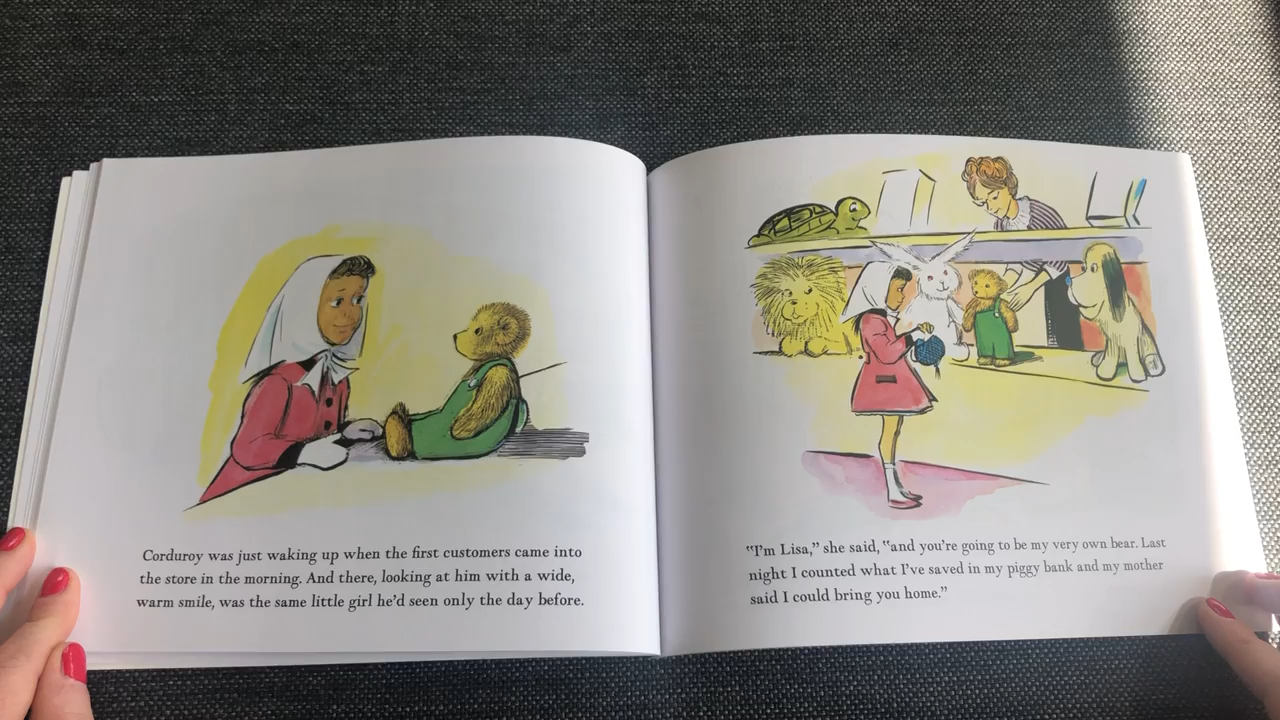 Corduroy was just waking up when the first customers came into
the store in the morning. And there, looking at him with a wide,
warm smile, was the same little girl he’d seen only the day before.
“I’m Lisa,” she said, “and you’re going to be my very own bear. Last
night I counted what I’ve saved in my piggy bank and my mother
said I could bring you home.”